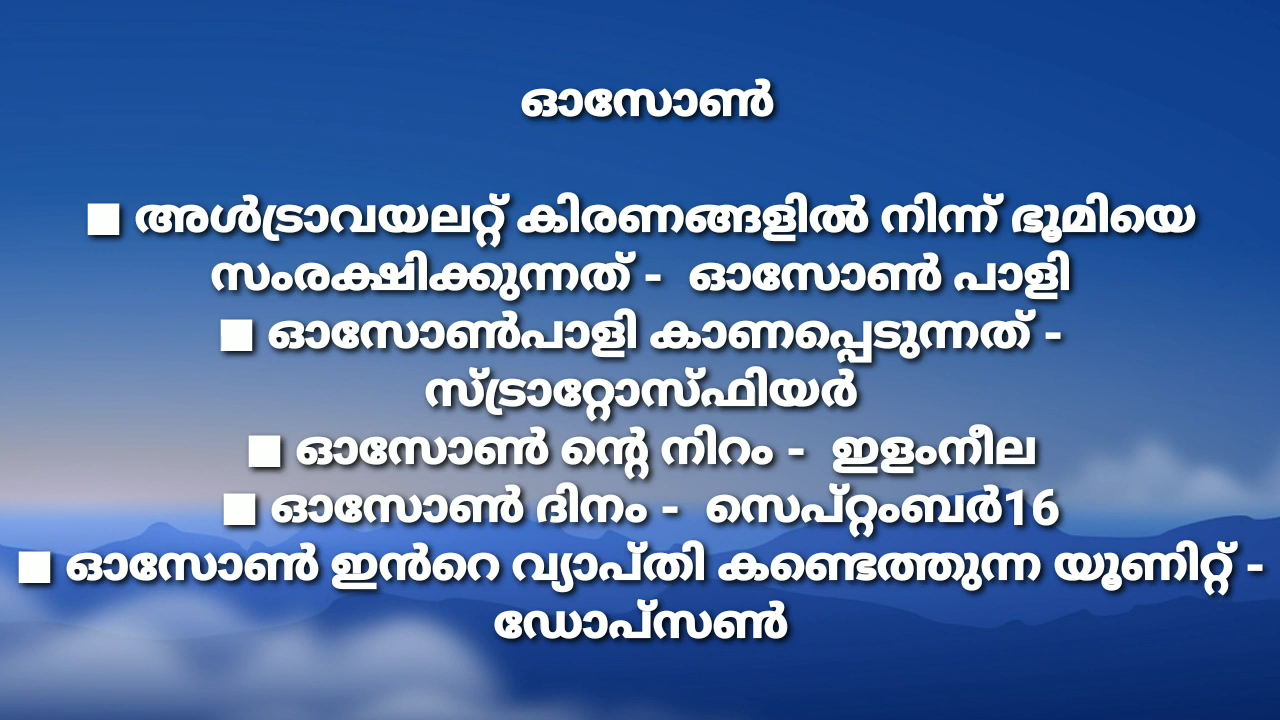 ഓസോൺ
■ അൾട്രാവയലറ്റ് കിരണങ്ങളിൽ നിന്ന് ഭൂമിയെ
സംരക്ഷിക്കുന്നത് - ഓസോൺ പാളി
■ ഓസോൺപാളി കാണപ്പെടുന്നത് -
സ്ട്രാറ്റോസ്ഫിയർ
■ ഓസോൺ ന്റെ നിറം - ഇളംനീല
■ ഓസോൺ ദിനം - സെപ്റ്റംബർ16
■ ഓസോൺ ഇൻറെ വ്യാപ്തി കണ്ടെത്തുന്ന യൂണിറ്റ് -
ഡോപ്സൺ